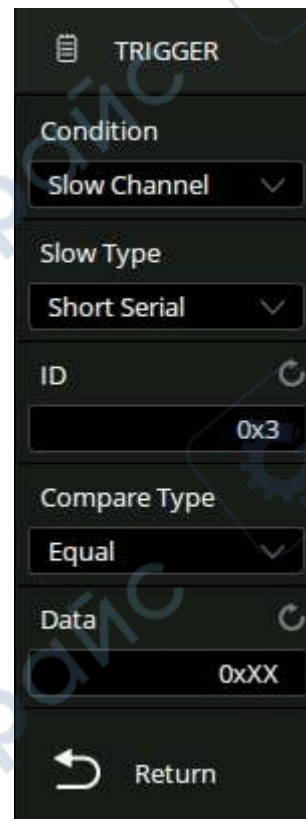 TRIGGER
Condition
Slow Channel
Slow Type
Short Serial
ID
0x3
Compare Type
Equal
Data
0xXX
Return